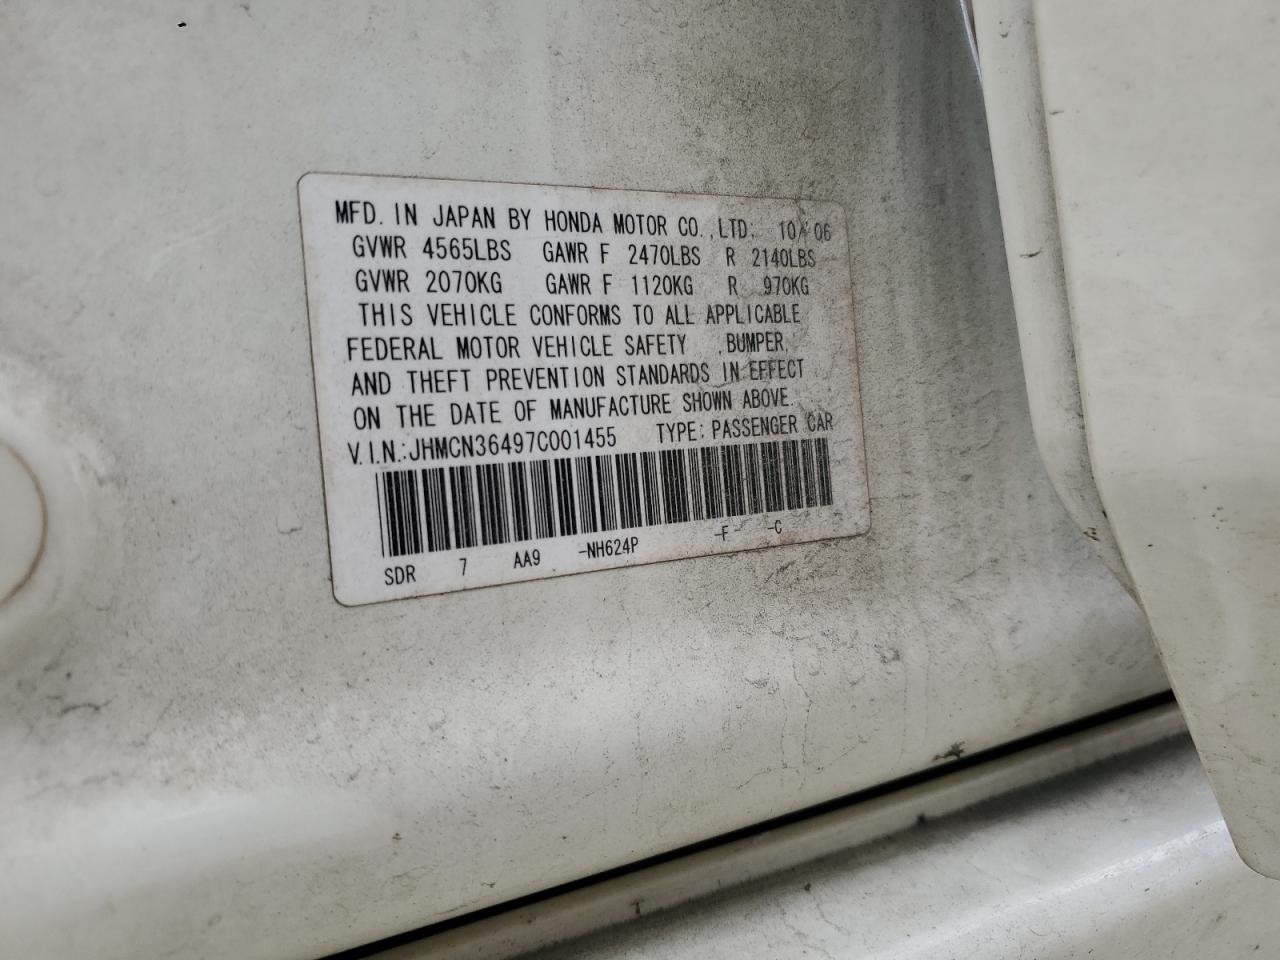 MFD. IN JAPAN BY HONDA MOTOR CO.,LTD. 10/06
GVWR 4565LBS GAWR F 2470LBS R 2140LBS
GVWR 2070KG GAWR F 1120KG R 970KG
THIS VEHICLE CONFORMS TO ALL APPLICABLE
FEDERAL MOTOR VEHICLE SAFETY ,BUMPER,
AND THEFT PREVENTION STANDARDS IN EFFECT
ON THE DATE OF MANUFACTURE SHOWN ABOVE.
V.I.N.:JHMCN36497C001455 TYPE:PASSENGER CAR
SDR 7 AA9 -NH624P -F -C